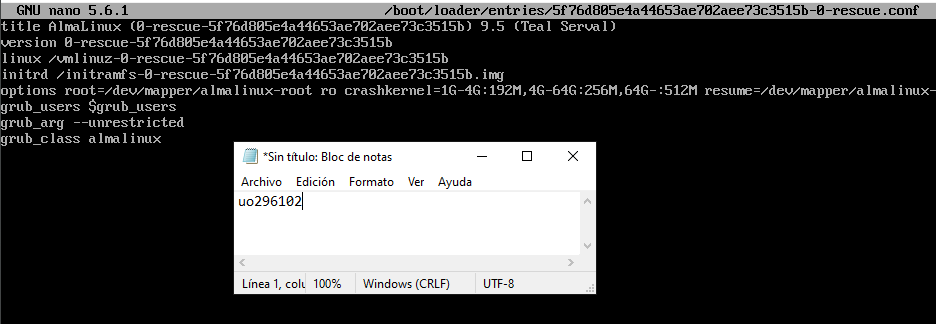 GNU nano 5.6.1 /boot/loader/entries/5f76d805e4a44653ae702aee73c3515b-0-rescue.conf
title AlmaLinux (0-rescue-5f76d805e4a44653ae702aee73c3515b) 9.5 (Teal Serval)
version 0-rescue-5f76d805e4a44653ae702aee73c3515b
linux /vmlinuz-0-rescue-5f76d805e4a44653ae702aee73c3515b
initrd /initramfs-0-rescue-5f76d805e4a44653ae702aee73c3515b.img
options root=/dev/mapper/almalinux-root ro crashkernel=1G-4G:192M,4G-64G:256M,64G-:512M resume=/dev/mapper/almalinux-
grub_users $grub_users
grub_arg --unrestricted
grub_class almalinux
*Sin título: Bloc de notas
Archivo Edición Formato Ver Ayuda
uo296102
Línea 1, colu 100% Windows (CRLF) UTF-8